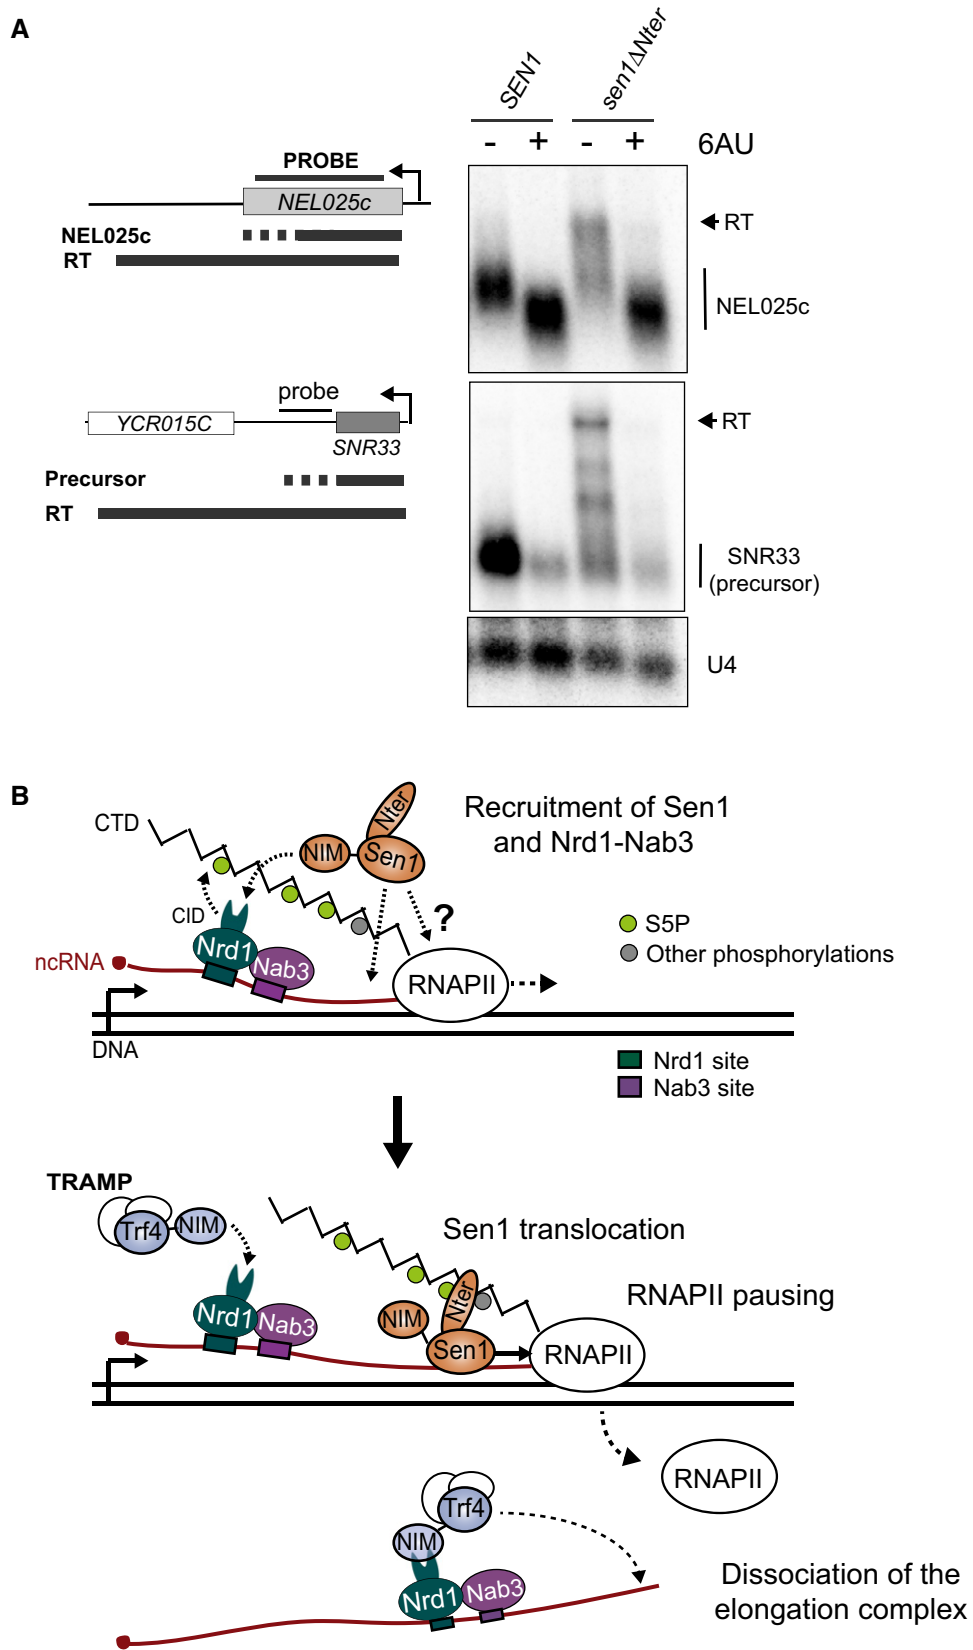 A
SEN1
sen1ΔNter
- + - + 6AU
PROBE
NEL025c
NEL025c
RT
RT
NEL025c
probe
YCR015C
SNR33
Precursor
RT
RT
SNR33
(precursor)
U4
B
CTD
Nter
NIM
Sen1
Recruitment of Sen1
and Nrd1-Nab3
?
CID
Nrd1
Nab3
ncRNA
RNAPII
S5P
Other phosphorylations
DNA
Nrd1 site
Nab3 site
TRAMP
Trf4
NIM
Sen1 translocation
RNAPII pausing
Nrd1
Nab3
NIM
Nter
Sen1
RNAPII
RNAPII
Trf4
NIM
Nrd1
Nab3
Dissociation of the
elongation complex